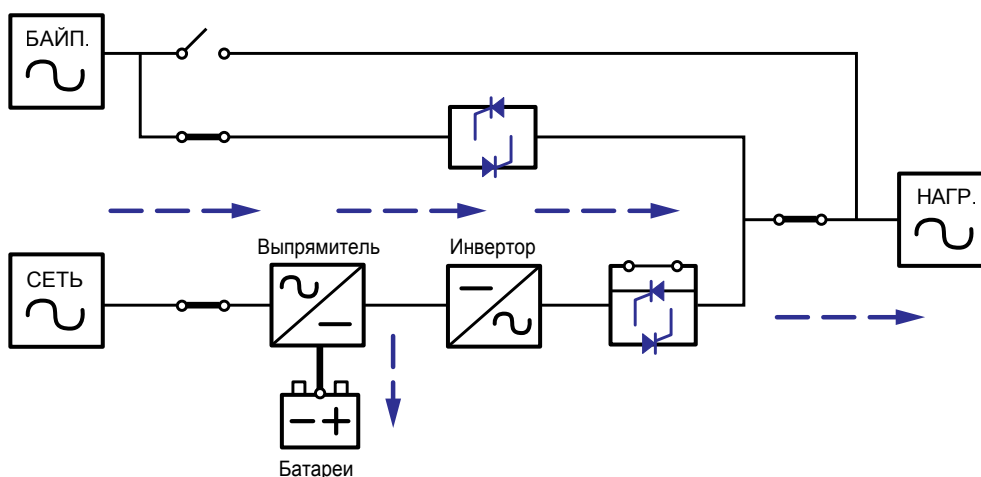 БАЙП.
НАГР.
Выпрямитель
Инвертор
СЕТЬ
Батареи